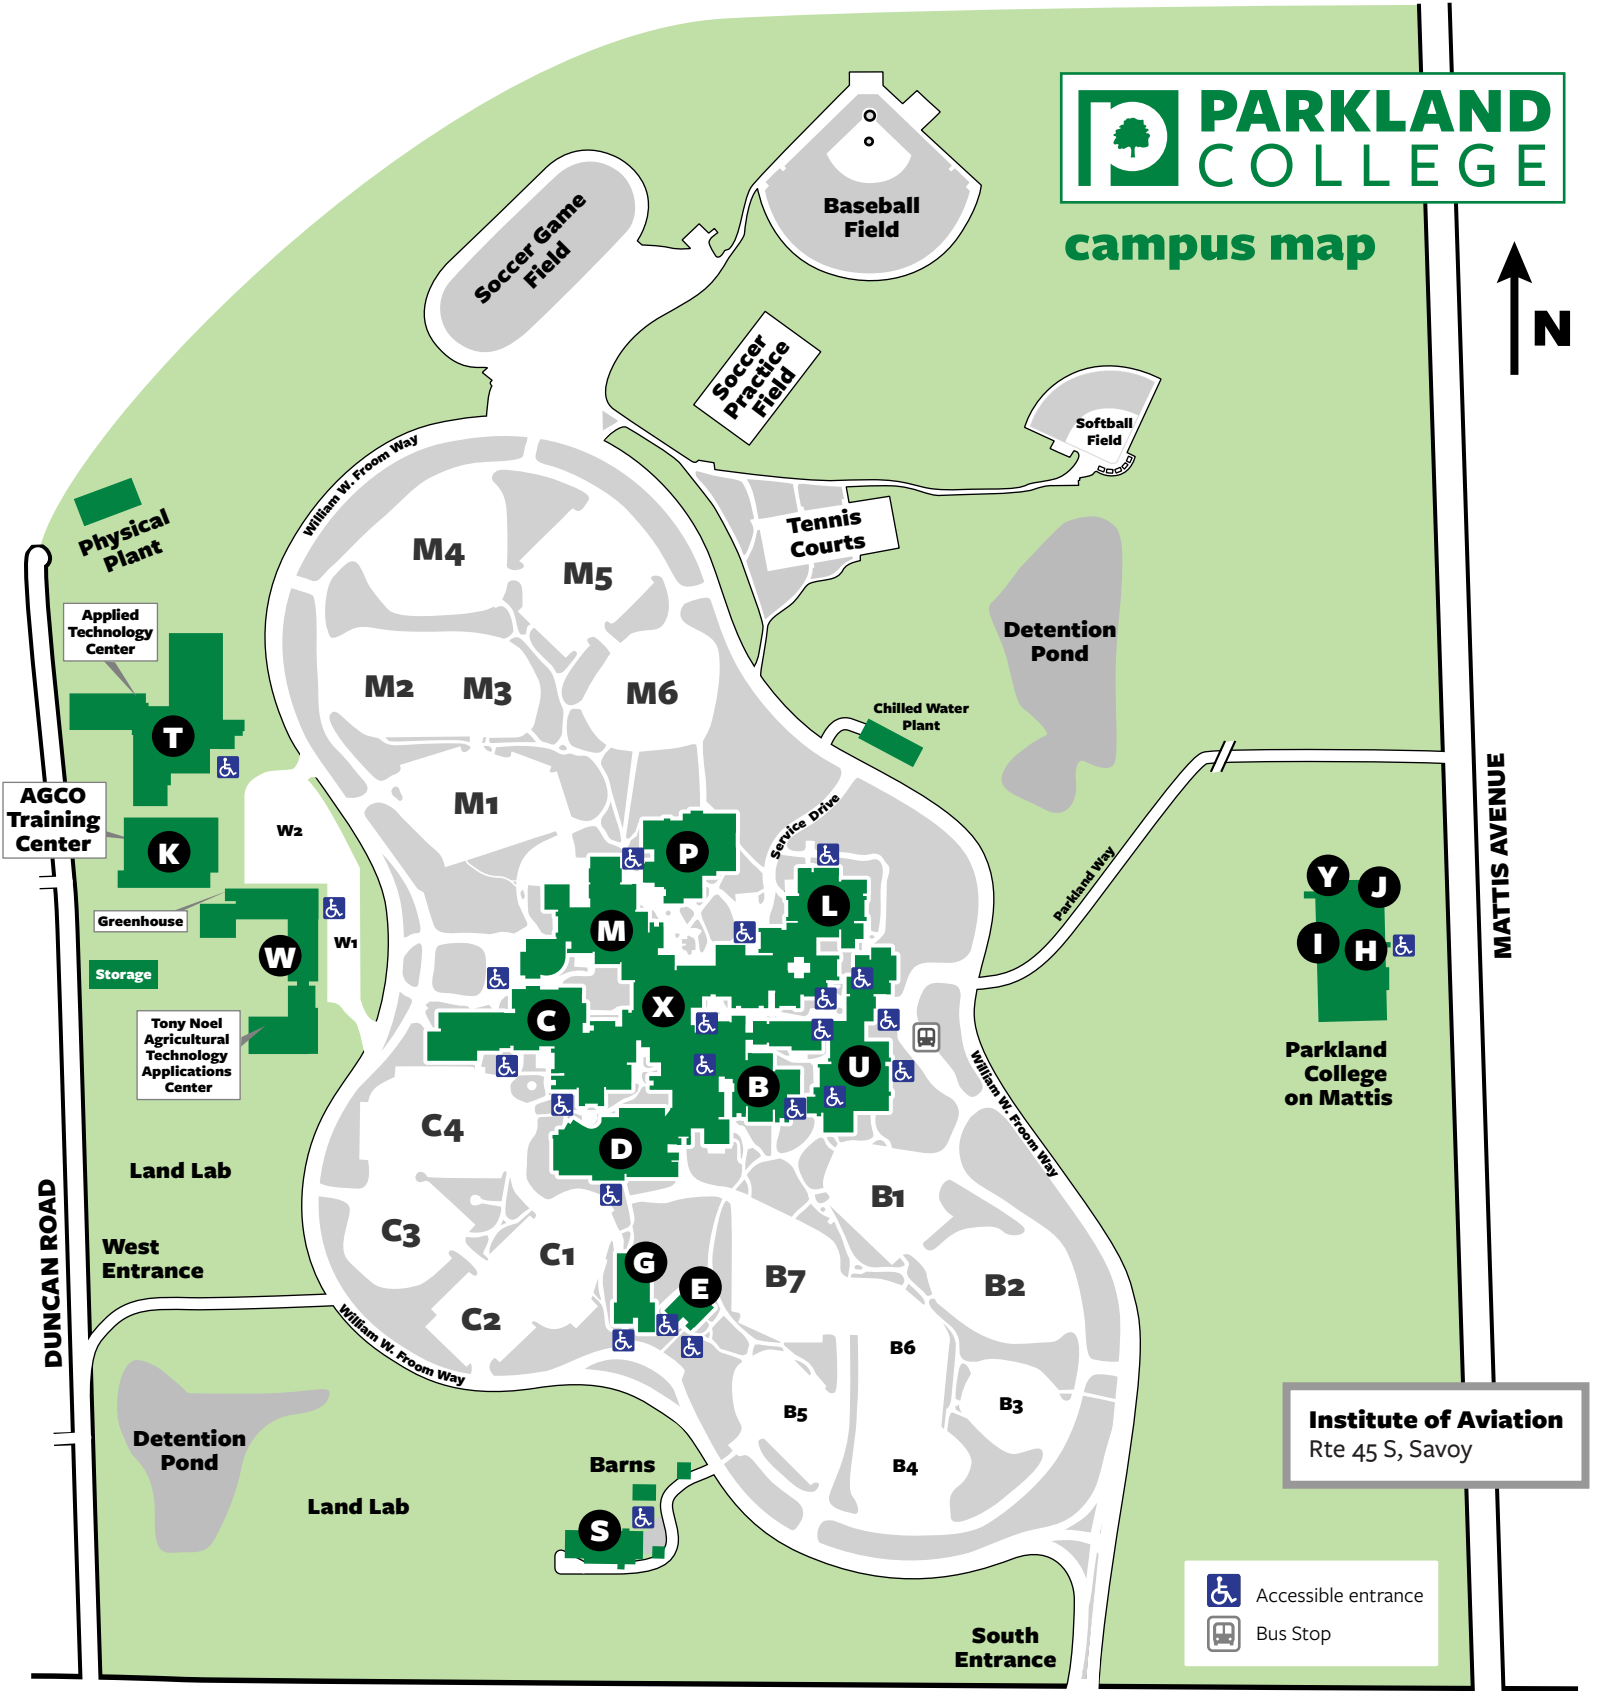 PARKLAND
COLLEGE
campus map
N
Baseball
Field
Soccer Game
Field
Soccer
Practice
Field
Softball
Field
William W. Froom Way
Tennis
Courts
M4
M5
Physical
Plant
Applied
Technology
Center
Detention
Pond
M2
M3
M6
Chilled Water
Plant
T
AGCO
Training
Center
K
W2
M1
Service Drive
P
L
M
Parkland Way
MATTIS AVENUE
Y
J
I
H
Greenhouse
W
W1
Storage
X
C
Tony Noel
Agricultural
Technology
Applications
Center
Parkland
College
on Mattis
U
B
William W. Froom Way
C4
D
Land Lab
B1
DUNCAN ROAD
West
Entrance
C3
C1
G
E
B7
B2
C2
William W. Froom Way
B6
B5
B3
Institute of Aviation
Rte 45 S, Savoy
Detention
Pond
Barns
B4
Land Lab
S
Accessible entrance
Bus Stop
South
Entrance